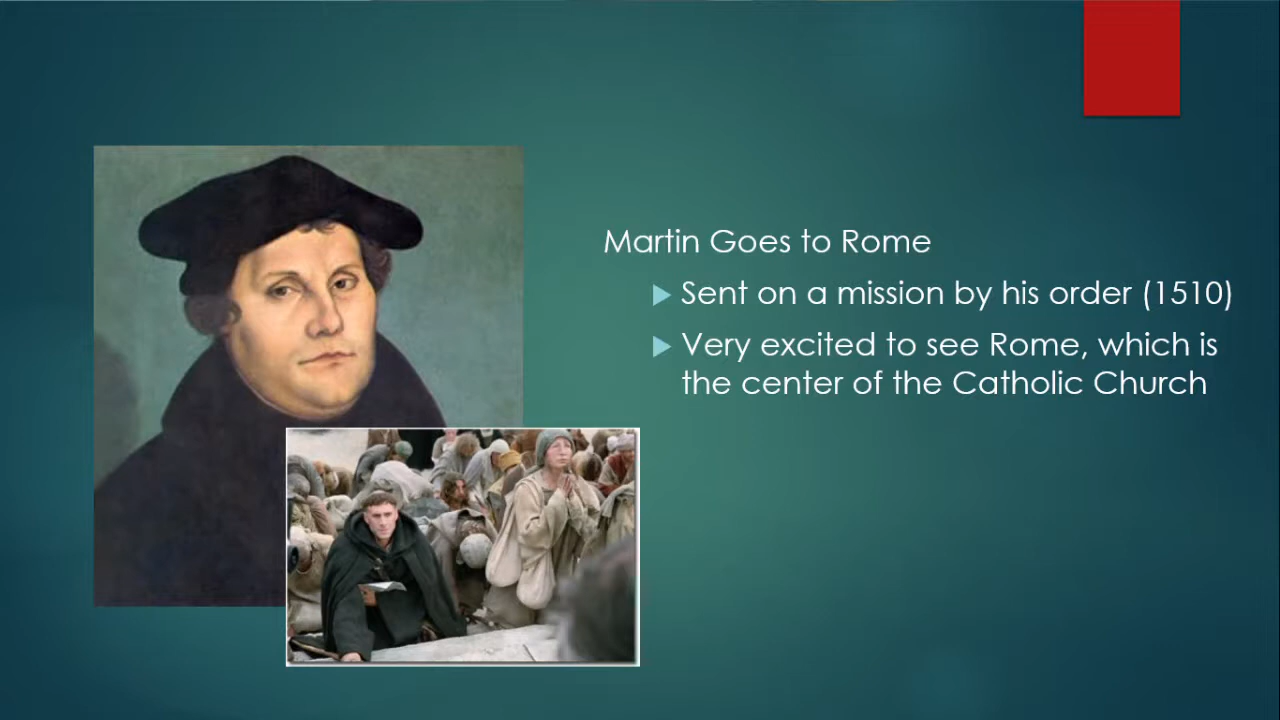 Martin Goes to Rome
Sent on a mission by his order (1510)
Very excited to see Rome, which is
the center of the Catholic Church